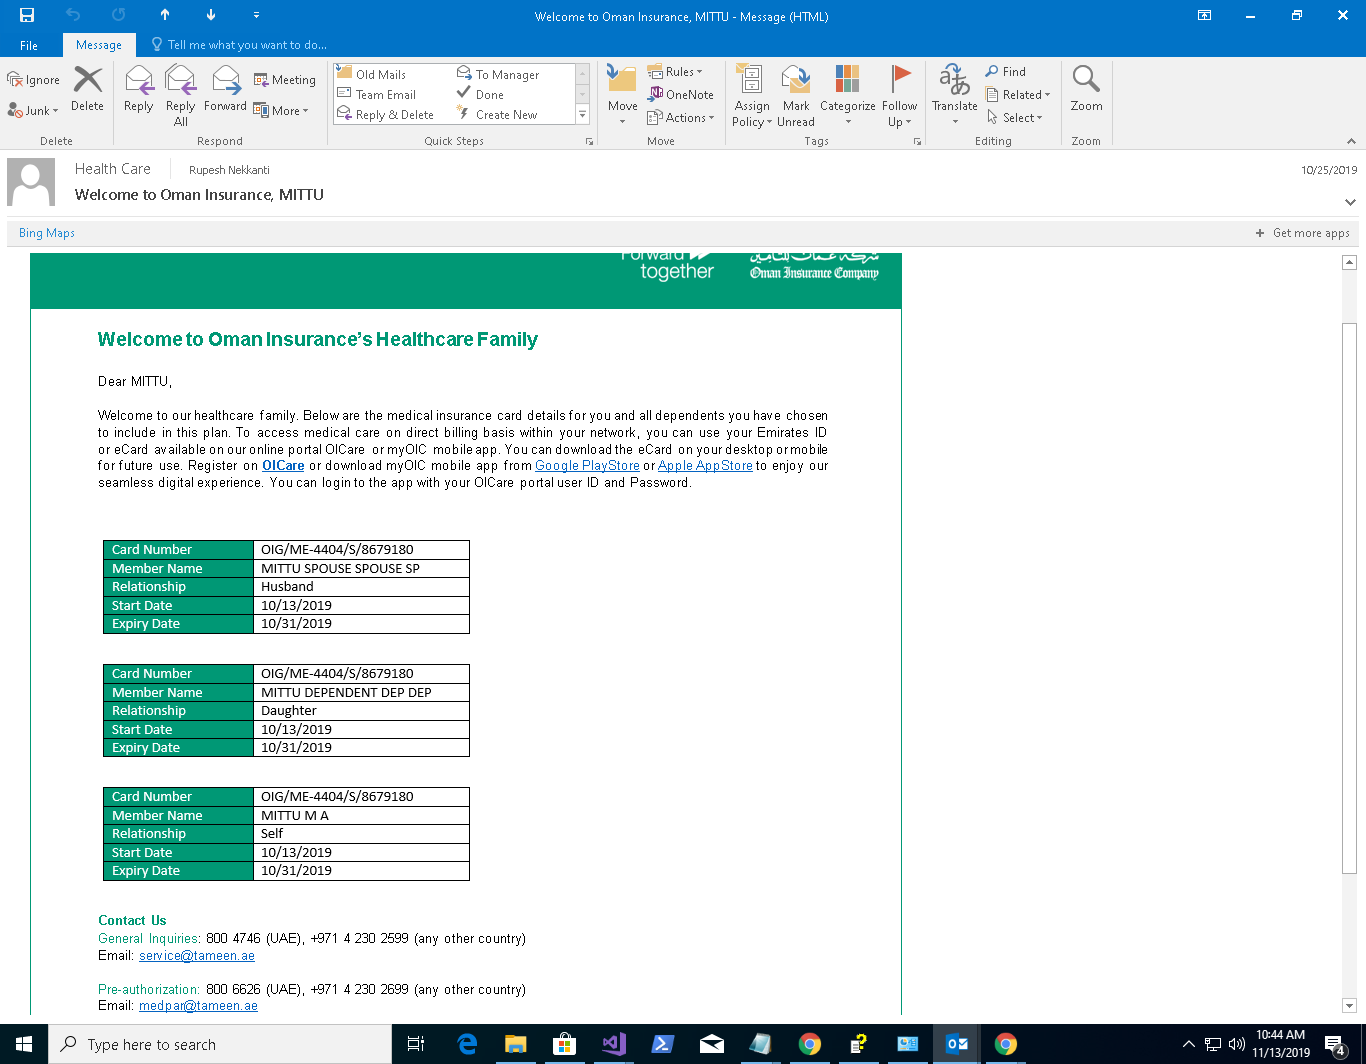 Welcome to Oman Insurance, MITTU - Message (HTML)
File
Message
Tell me what you want to do...
Ignore
Junk
Delete
Reply
Reply All
Forward
Meeting
More
Old Mails
Team Email
Reply & Delete
To Manager
Done
Create New
Move
Rules
OneNote
Actions
Assign Policy
Mark Unread
Categorize
Follow Up
Translate
Find
Related
Select
Zoom
Delete
Respond
Quick Steps
Move
Tags
Editing
Zoom
Health Care
Rupesh Nekkanti
10/25/2019
Welcome to Oman Insurance, MITTU
Bing Maps
+ Get more apps
Forward
together
شركة عمان للتأمين
Oman Insurance Company
Welcome to Oman Insurance’s Healthcare Family
Dear MITTU,
Welcome to our healthcare family. Below are the medical insurance card details for you and all dependents you have chosen
to include in this plan. To access medical care on direct billing basis within your network, you can use your Emirates ID
or eCard available on our online portal OICare or myOIC mobile app. You can download the eCard on your desktop or mobile
for future use. Register on OICare or download myOIC mobile app from Google PlayStore or Apple AppStore to enjoy our
seamless digital experience. You can login to the app with your OICare portal user ID and Password.
Card Number OIG/ME-4404/S/8679180
Member Name MITTU SPOUSE SPOUSE SP
Relationship Husband
Start Date 10/13/2019
Expiry Date 10/31/2019
Card Number OIG/ME-4404/S/8679180
Member Name MITTU DEPENDENT DEP DEP
Relationship Daughter
Start Date 10/13/2019
Expiry Date 10/31/2019
Card Number OIG/ME-4404/S/8679180
Member Name MITTU M A
Relationship Self
Start Date 10/13/2019
Expiry Date 10/31/2019
Contact Us
General Inquiries: 800 4746 (UAE), +971 4 230 2599 (any other country)
Email: service@tameen.ae
Pre-authorization: 800 6626 (UAE), +971 4 230 2699 (any other country)
Email: medpar@tameen.ae
Type here to search
10:44 AM
11/13/2019
4